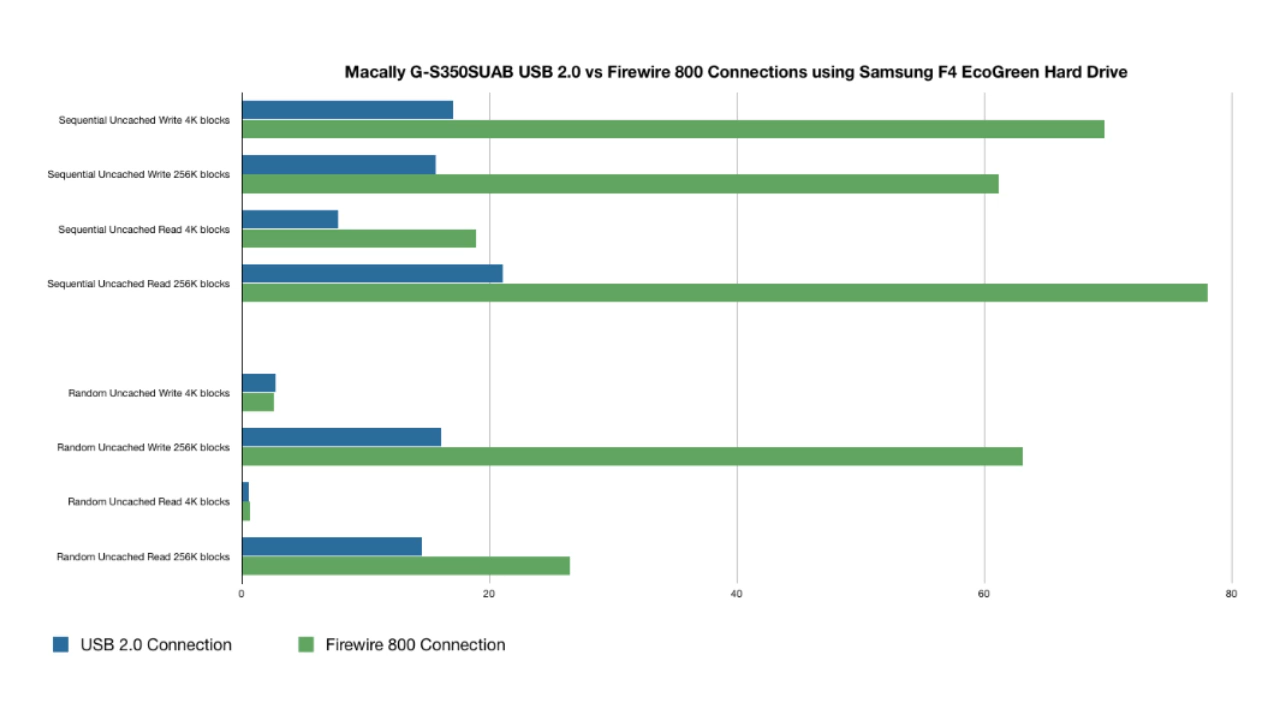 Macally G-S350SUAB USB 2.0 vs Firewire 800 Connections using Samsung F4 EcoGreen Hard Drive
Sequential Uncached Write 4K blocks
Sequential Uncached Write 256K blocks
Sequential Uncached Read 4K blocks
Sequential Uncached Read 256K blocks
Random Uncached Write 4K blocks
Random Uncached Write 256K blocks
Random Uncached Read 4K blocks
Random Uncached Read 256K blocks
0 20 40 60 80
USB 2.0 Connection Firewire 800 Connection